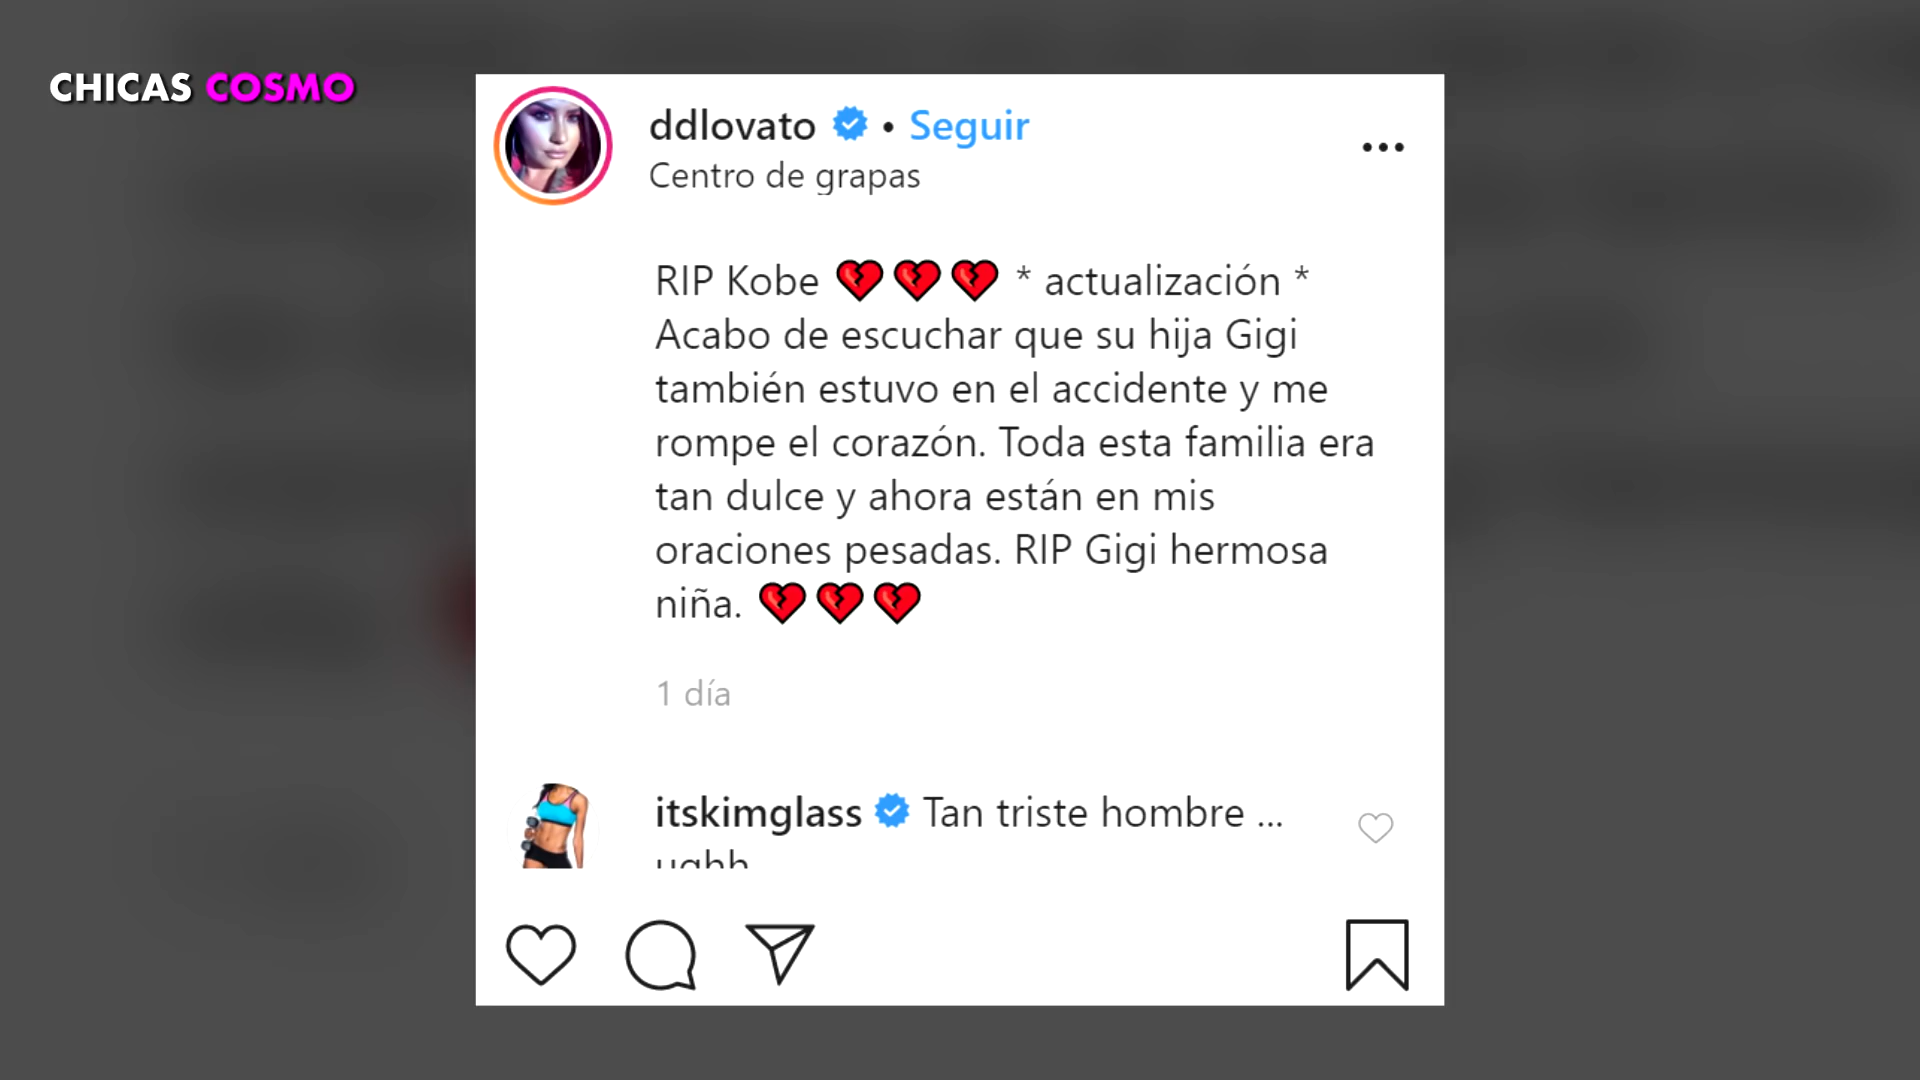 CHICAS COSMO
ddlovato • Seguir
Centro de grapas
RIP Kobe 💔💔💔 * actualización *
Acabo de escuchar que su hija Gigi
también estuvo en el accidente y me
rompe el corazón. Toda esta familia era
tan dulce y ahora están en mis
oraciones pesadas. RIP Gigi hermosa
niña. 💔💔💔
1 día
itskimglass Tan triste hombre ...
ughh